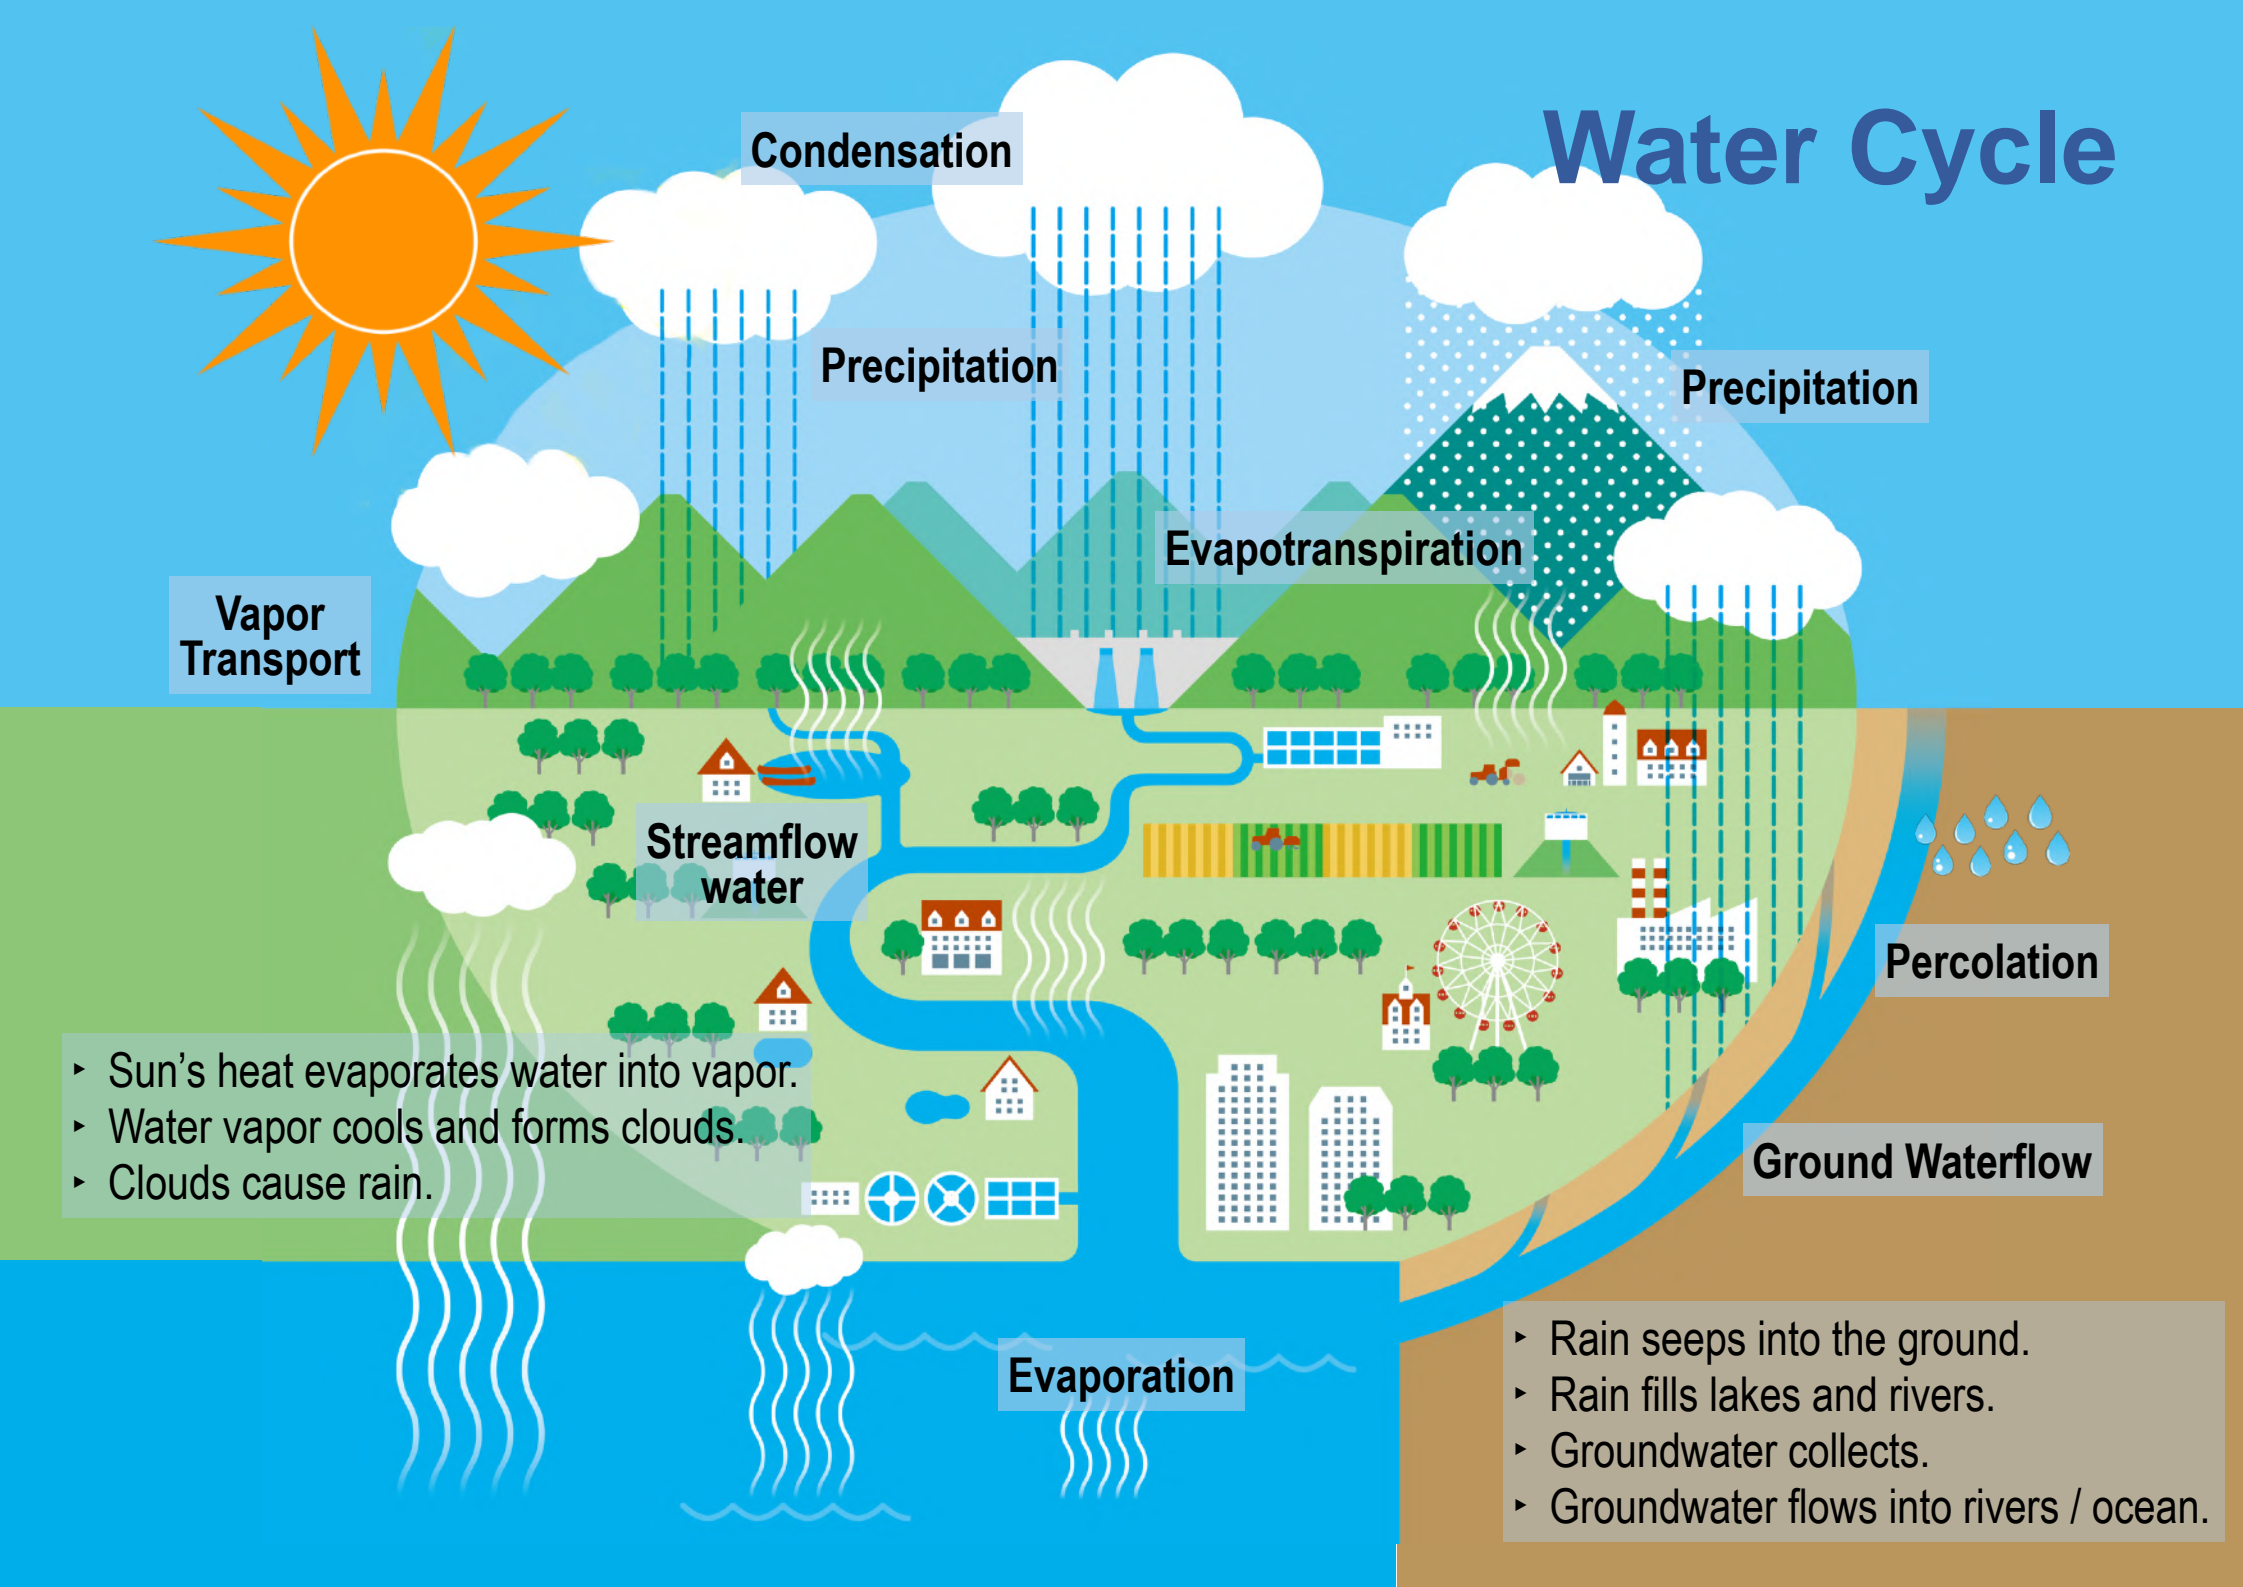 Water Cycle
Condensation
Precipitation
Precipitation
Evapotranspiration
Vapor
Transport
Streamflow
water
Percolation
‣ Sun’s heat evaporates water into vapor.
‣ Water vapor cools and forms clouds.
‣ Clouds cause rain.
Ground Waterflow
Evaporation
‣ Rain seeps into the ground.
‣ Rain fills lakes and rivers.
‣ Groundwater collects.
‣ Groundwater flows into rivers / ocean.